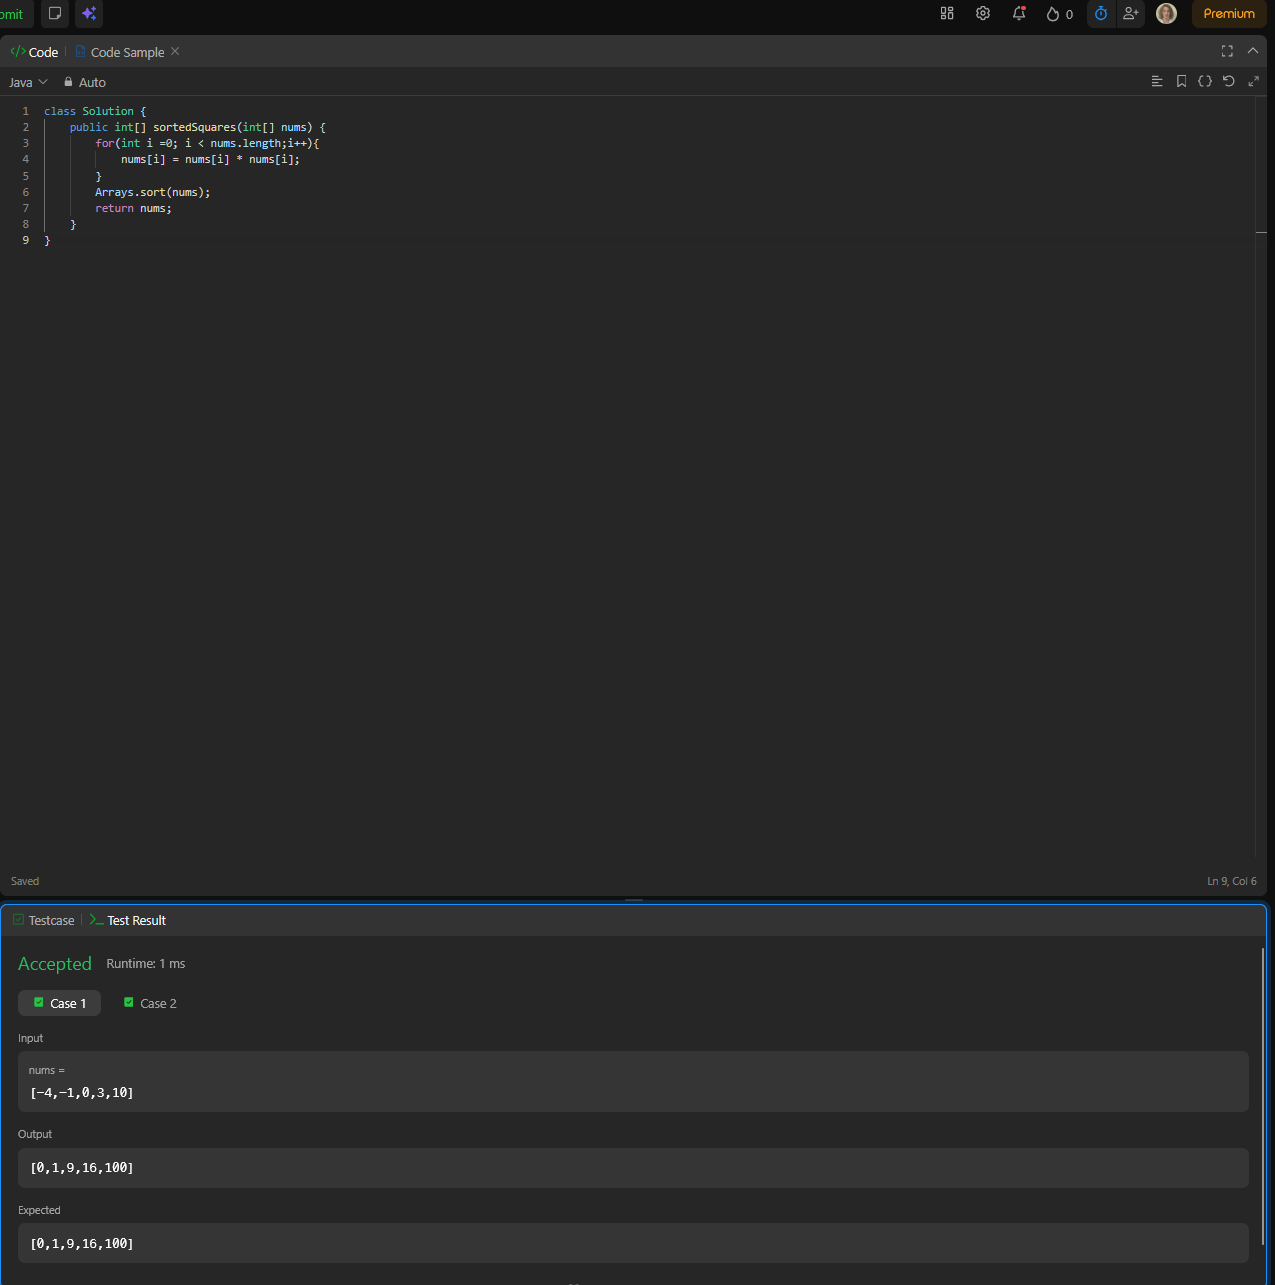 0
Premium
Code
Code Sample
Java
Auto
1 class Solution {
2 public int[] sortedSquares(int[] nums) {
3 for(int i =0; i < nums.length;i++){
4 nums[i] = nums[i] * nums[i];
5 }
6 Arrays.sort(nums);
7 return nums;
8 }
9 }
Saved
Ln 9, Col 6
Testcase
Test Result
Accepted
Runtime: 1 ms
Case 1
Case 2
Input
nums =
[-4,-1,0,3,10]
Output
[0,1,9,16,100]
Expected
[0,1,9,16,100]